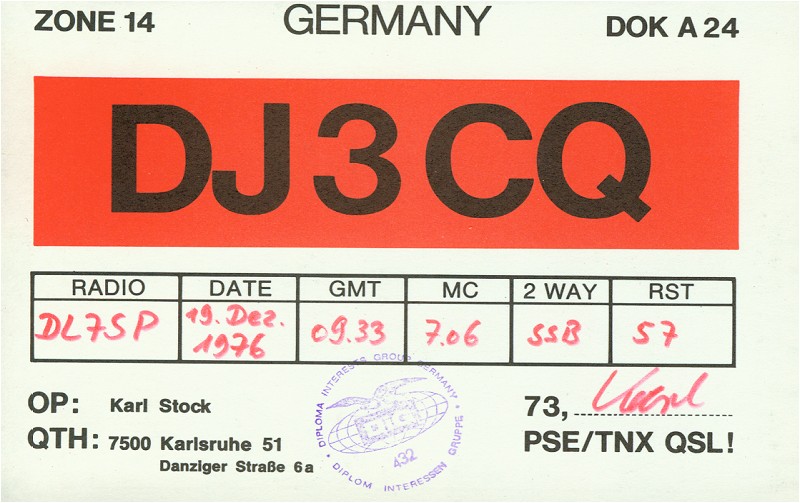 ZONE 14 GERMANY DOK A 24
DJ3CQ
RADIO DATE GMT MC 2 WAY RST
DL7SP 19. Dez. 1976 09.33 7.06 SSB 57
OP: Karl Stock
QTH: 7500 Karlsruhe 51
Danziger Straße 6a
DIPLOMA INTERESTS GROUP GERMANY
DIG
432
DIPLOM INTERESSEN GRUPPE
73, Karl
PSE/TNX QSL!